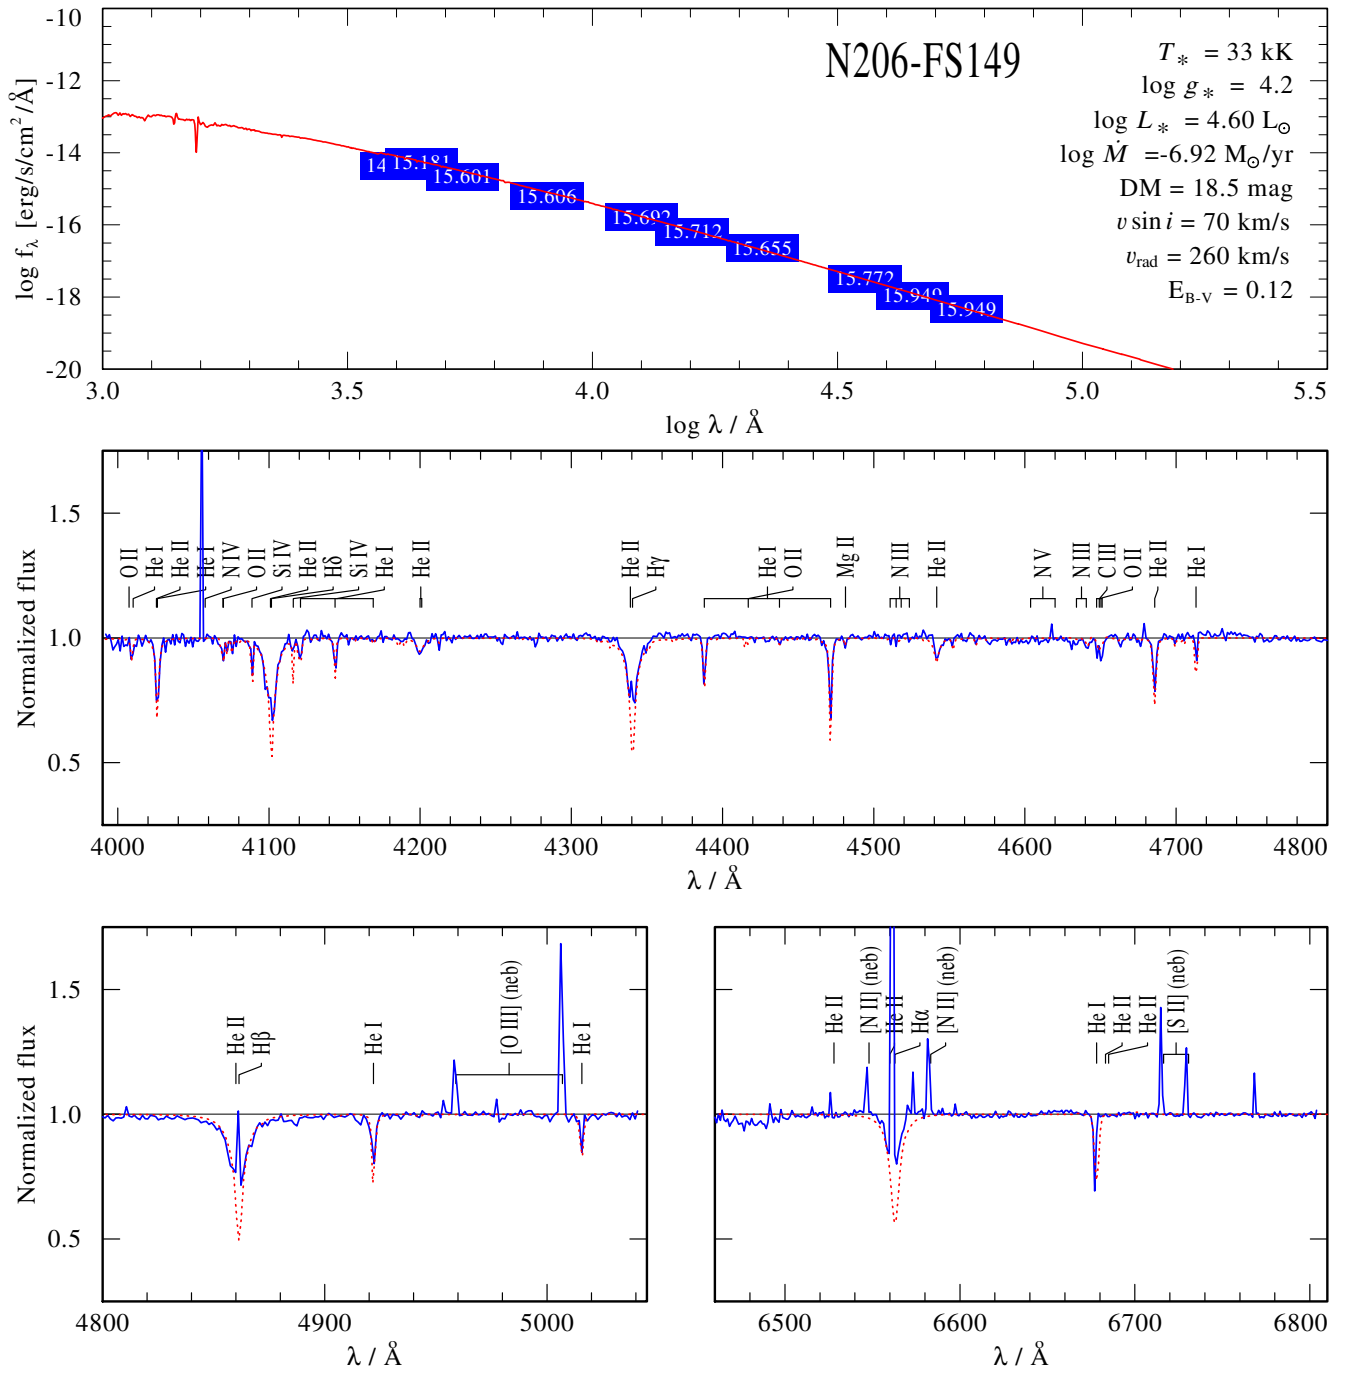 N206-FS149
T* = 33 kK
log g* = 4.2
log L* = 4.60 L⊙
log Ṁ =-6.92 M⊙/yr
DM = 18.5 mag
v sin i = 70 km/s
vrad = 260 km/s
EB-V = 0.12
log fλ [erg/s/cm²/Å]
-10
-12
-14
-16
-18
-20
14
15.181
15.601
15.606
15.692
15.712
15.655
15.772
15.949
15.949
3.0 3.5 4.0 4.5 5.0 5.5
log λ / Å
Normalized flux
1.5
1.0
0.5
O II
He I
He II
He I
N IV
O II
Si IV
He II
Hδ
Si IV
He I
He II
He II
Hγ
He I
O II
Mg II
N III
He II
N V
N III
C III
O II
He II
He I
4000 4100 4200 4300 4400 4500 4600 4700 4800
λ / Å
Normalized flux
1.5
1.0
0.5
He II
Hβ
He I
[O III] (neb)
He I
4800 4900 5000
λ / Å
He II
[N II] (neb)
He II
Hα
[N II] (neb)
He I
He II
He II
[S II] (neb)
6500 6600 6700 6800
λ / Å